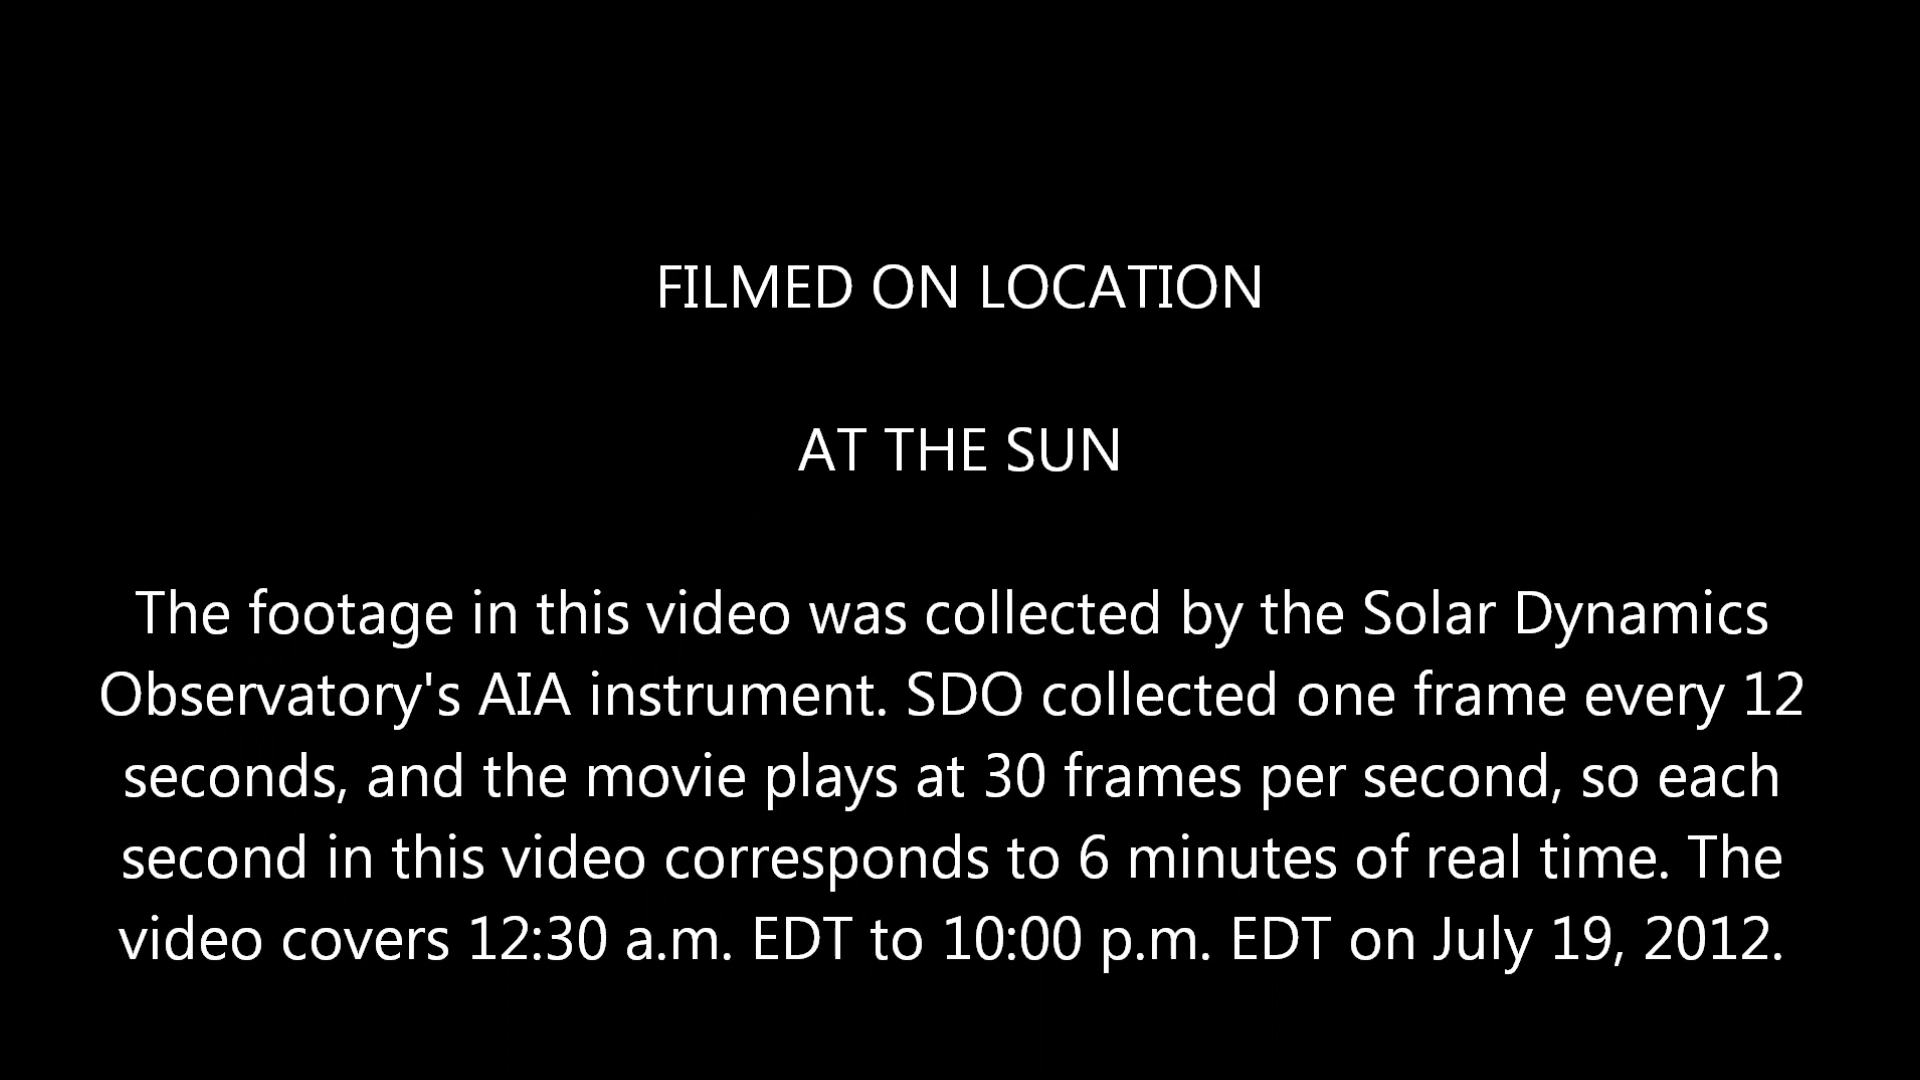 FILMED ON LOCATION
AT THE SUN
The footage in this video was collected by the Solar Dynamics
Observatory's AIA instrument. SDO collected one frame every 12
seconds, and the movie plays at 30 frames per second, so each
second in this video corresponds to 6 minutes of real time. The
video covers 12:30 a.m. EDT to 10:00 p.m. EDT on July 19, 2012.